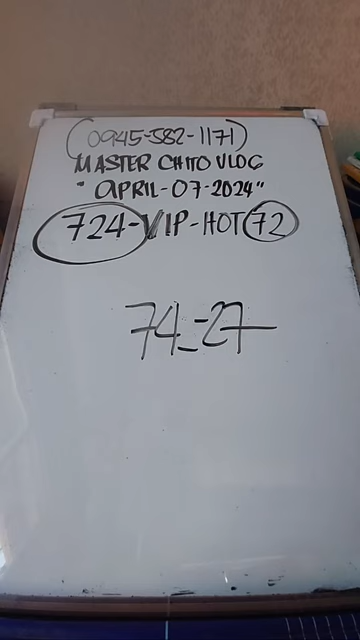 (0945-582-1171)
MASTER CHITO VLOG
"APRIL-07-2024"
724-VIP-HOT 72
74-27